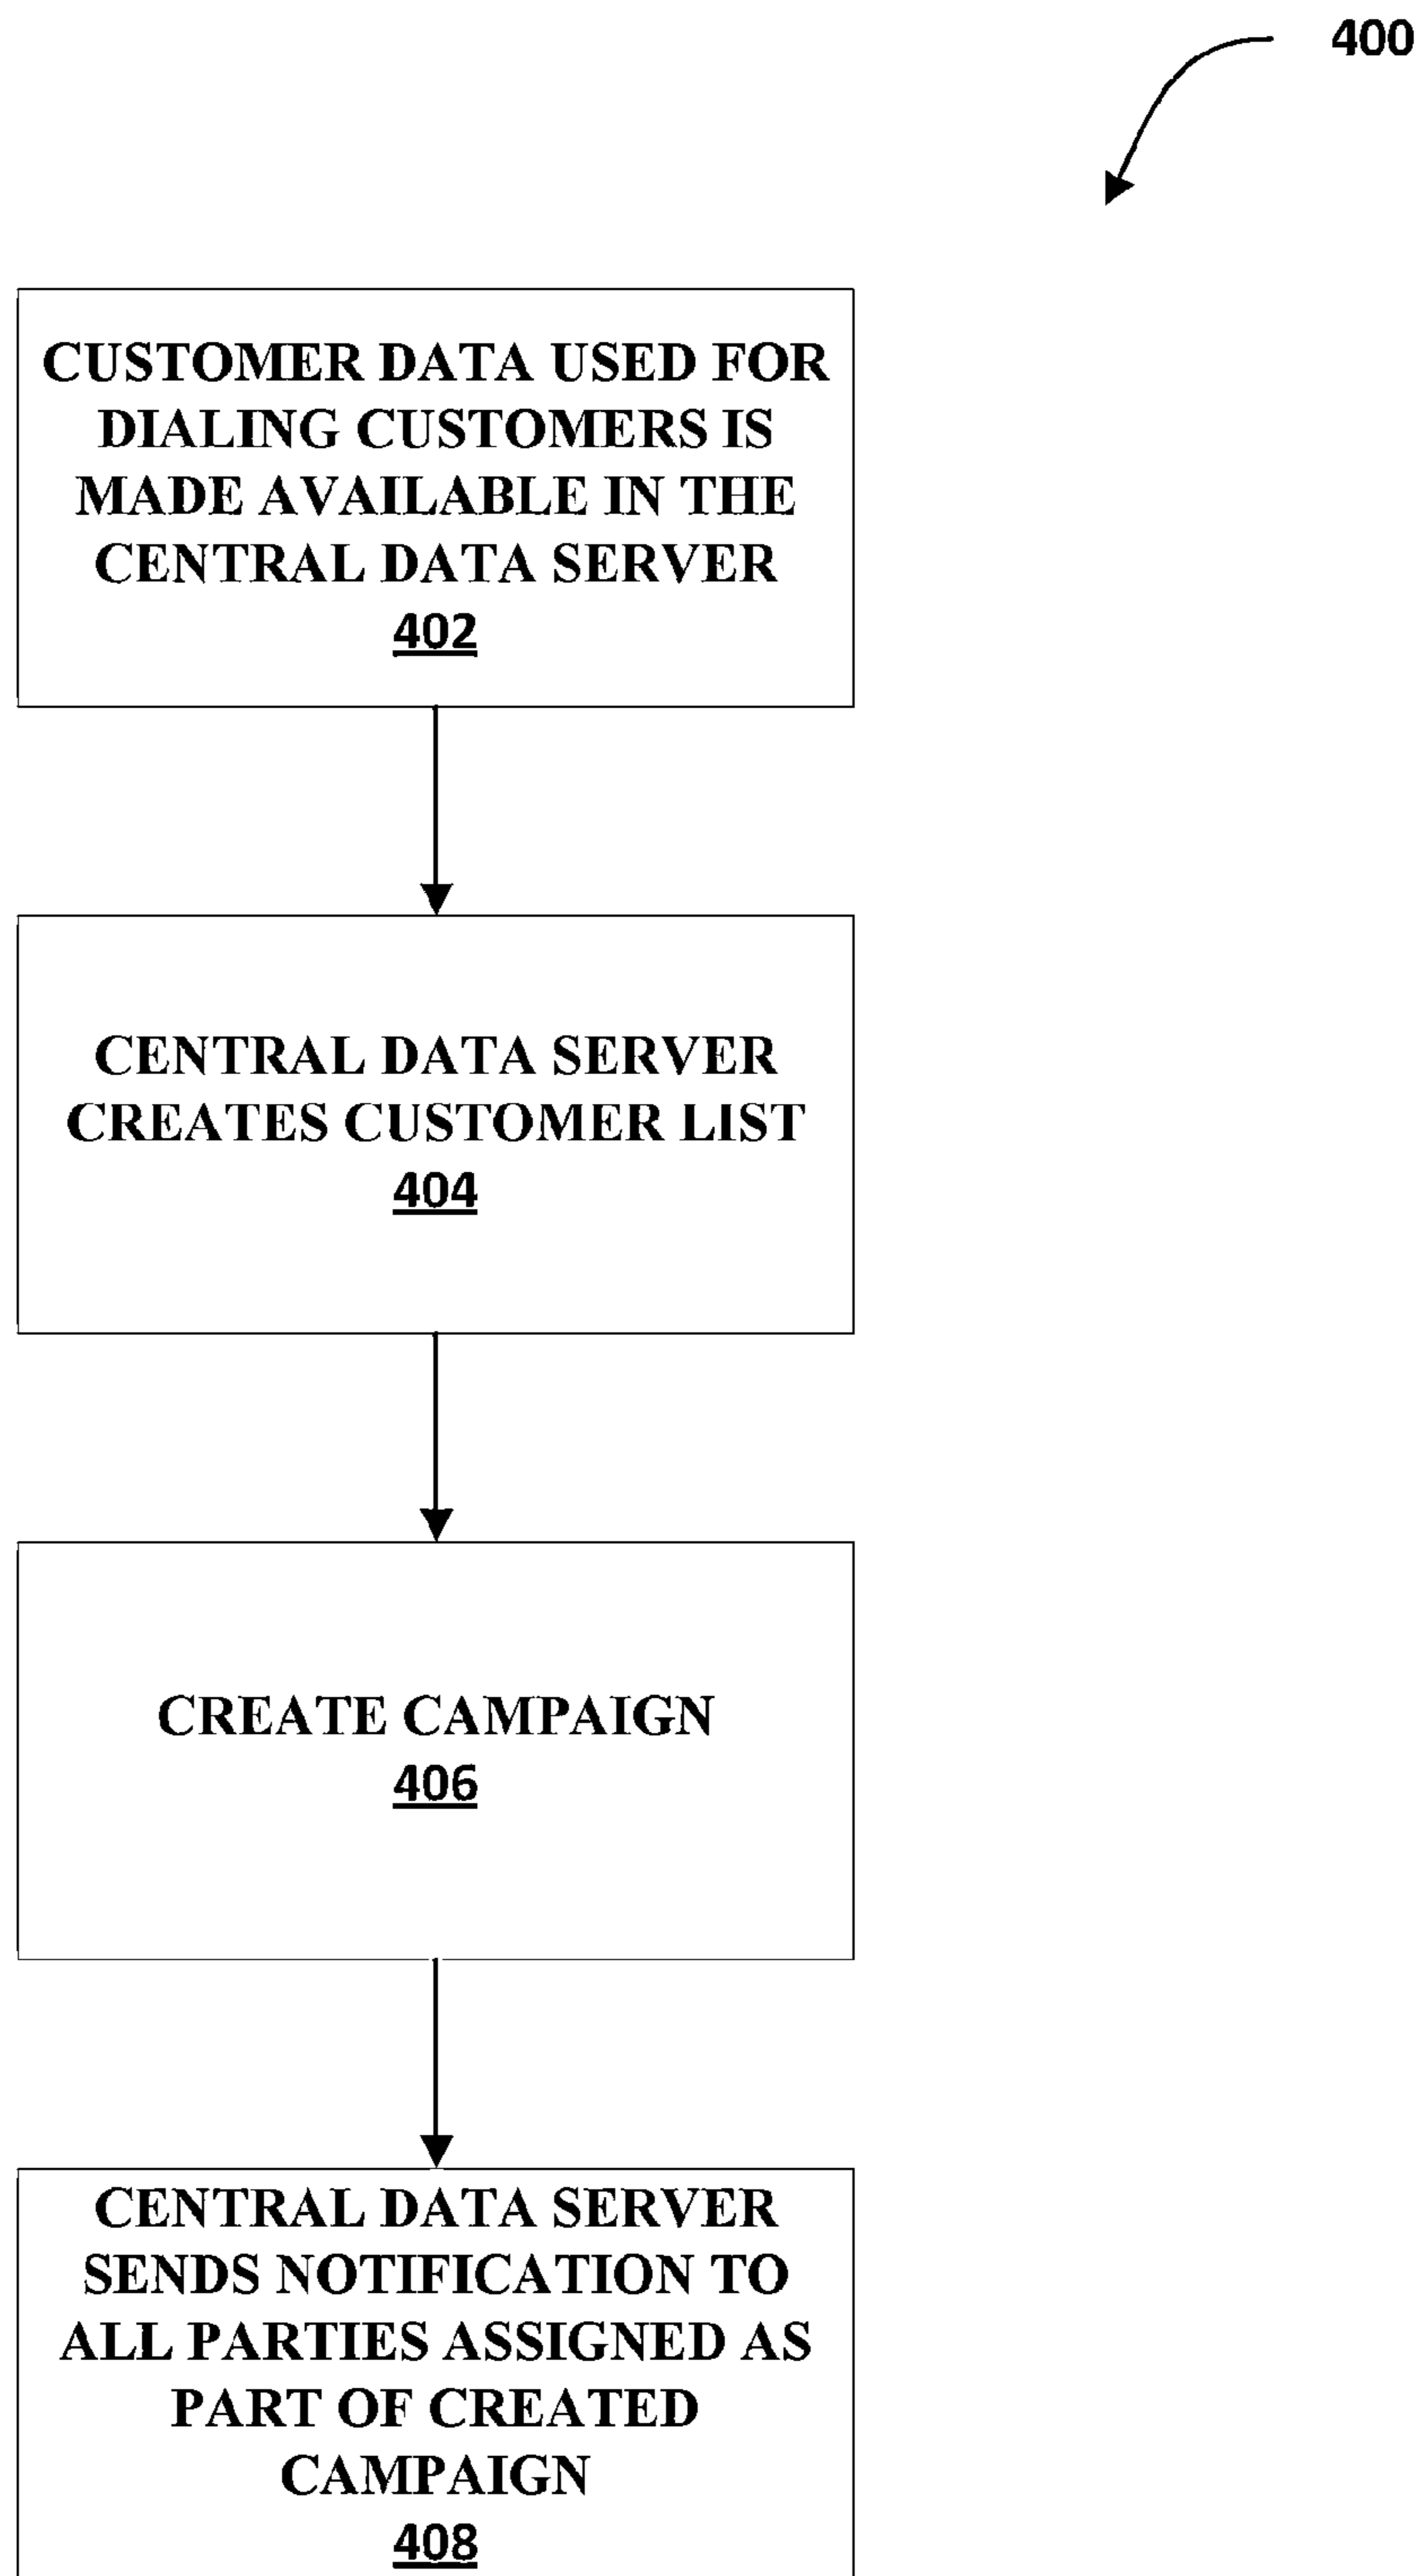 400
CUSTOMER DATA USED FOR
DIALING CUSTOMERS IS
MADE AVAILABLE IN THE
CENTRAL DATA SERVER
402
CENTRAL DATA SERVER
CREATES CUSTOMER LIST
404
CREATE CAMPAIGN
406
CENTRAL DATA SERVER
SENDS NOTIFICATION TO
ALL PARTIES ASSIGNED AS
PART OF CREATED
CAMPAIGN
408